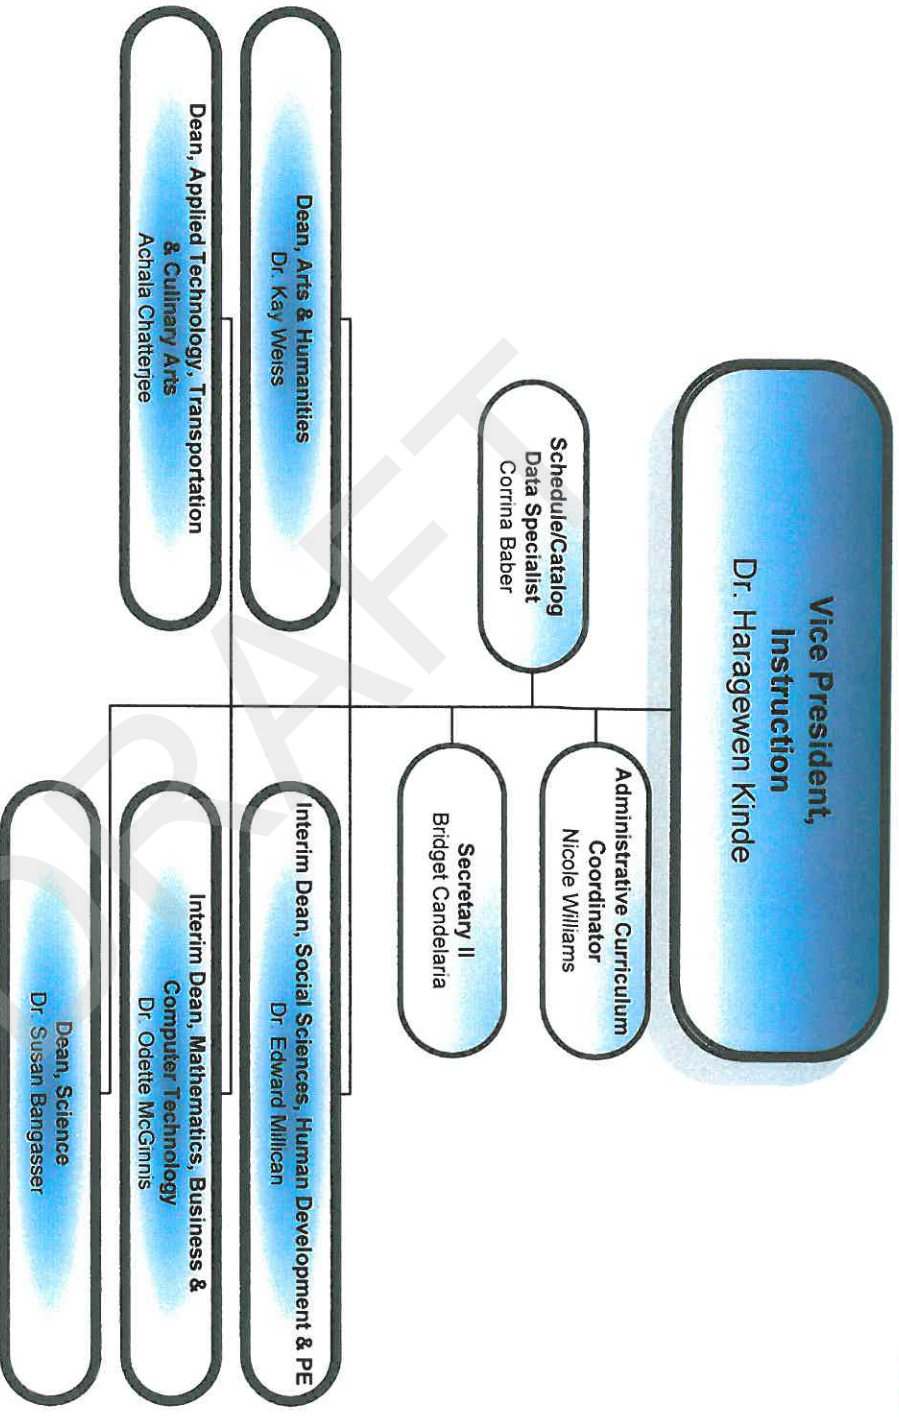 Vice President,
Instruction
Dr. Haragewen Kinde
Administrative Curriculum
Coordinator
Nicole Williams
Schedule/Catalog
Data Specialist
Corrina Baber
Secretary II
Bridget Candelaria
Dean, Arts & Humanities
Dr. Kay Weiss
Interim Dean, Social Sciences, Human Development & PE
Dr. Edward Millican
Dean, Applied Technology, Transportation
& Culinary Arts
Achala Chatterjee
Interim Dean, Mathematics, Business &
Computer Technology
Dr. Odette McGinnis
Dean, Science
Dr. Susan Bangasser
DRAFT